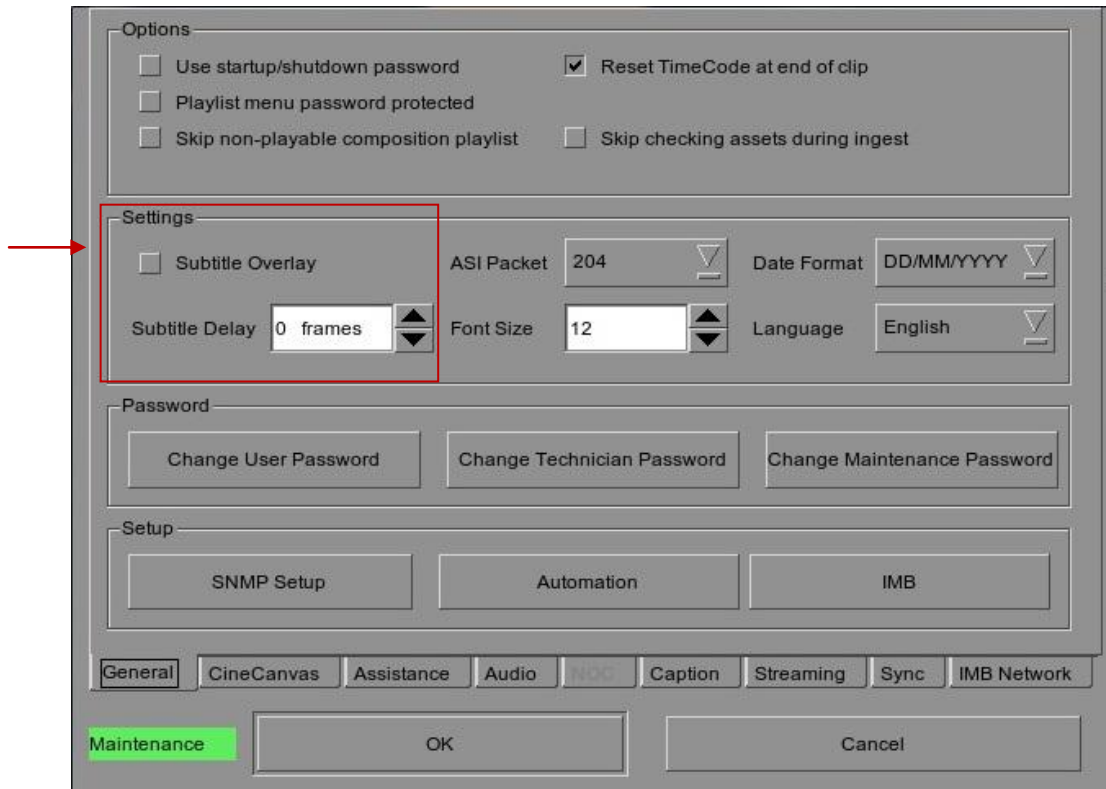 Options
Use startup/shutdown password
Reset TimeCode at end of clip
Playlist menu password protected
Skip non-playable composition playlist
Skip checking assets during ingest
Settings
Subtitle Overlay
ASI Packet
204
Date Format
DD/MM/YYYY
Subtitle Delay
0 frames
Font Size
12
Language
English
Password
Change User Password
Change Technician Password
Change Maintenance Password
Setup
SNMP Setup
Automation
IMB
General
CineCanvas
Assistance
Audio
NOC
Caption
Streaming
Sync
IMB Network
Maintenance
OK
Cancel